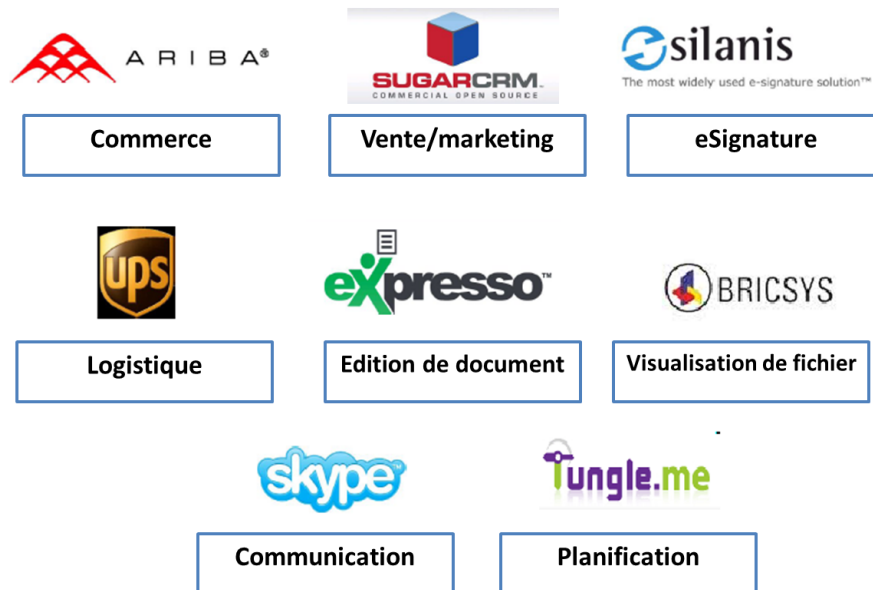 ARIBA®
SUGARCRM.
COMMERCIAL OPEN SOURCE
silanis
The most widely used e-signature solution™
Commerce
Vente/marketing
eSignature
ups
eXpresso™
BRICSYS
Logistique
Edition de document
Visualisation de fichier
skype™
Tungle.me
Communication
Planification